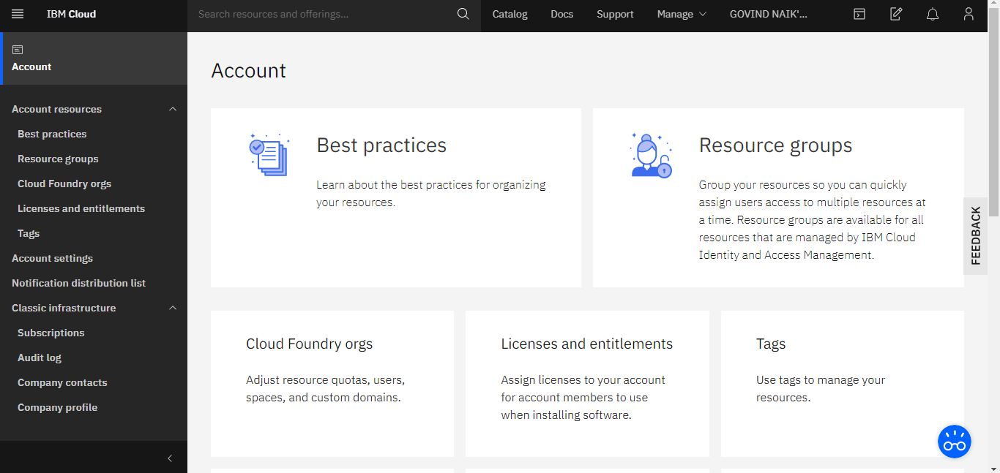 IBM Cloud
Search resources and offerings...
Catalog
Docs
Support
Manage
GOVIND NAIK'...
Account
Account resources
Best practices
Resource groups
Cloud Foundry orgs
Licenses and entitlements
Tags
Account settings
Notification distribution list
Classic infrastructure
Subscriptions
Audit log
Company contacts
Company profile
Account
Best practices
Learn about the best practices for organizing
your resources.
Resource groups
Group your resources so you can quickly
assign users access to multiple resources at
a time. Resource groups are available for all
resources that are managed by IBM Cloud
Identity and Access Management.
FEEDBACK
Cloud Foundry orgs
Adjust resource quotas, users,
spaces, and custom domains.
Licenses and entitlements
Assign licenses to your account
for account members to use
when installing software.
Tags
Use tags to manage your
resources.